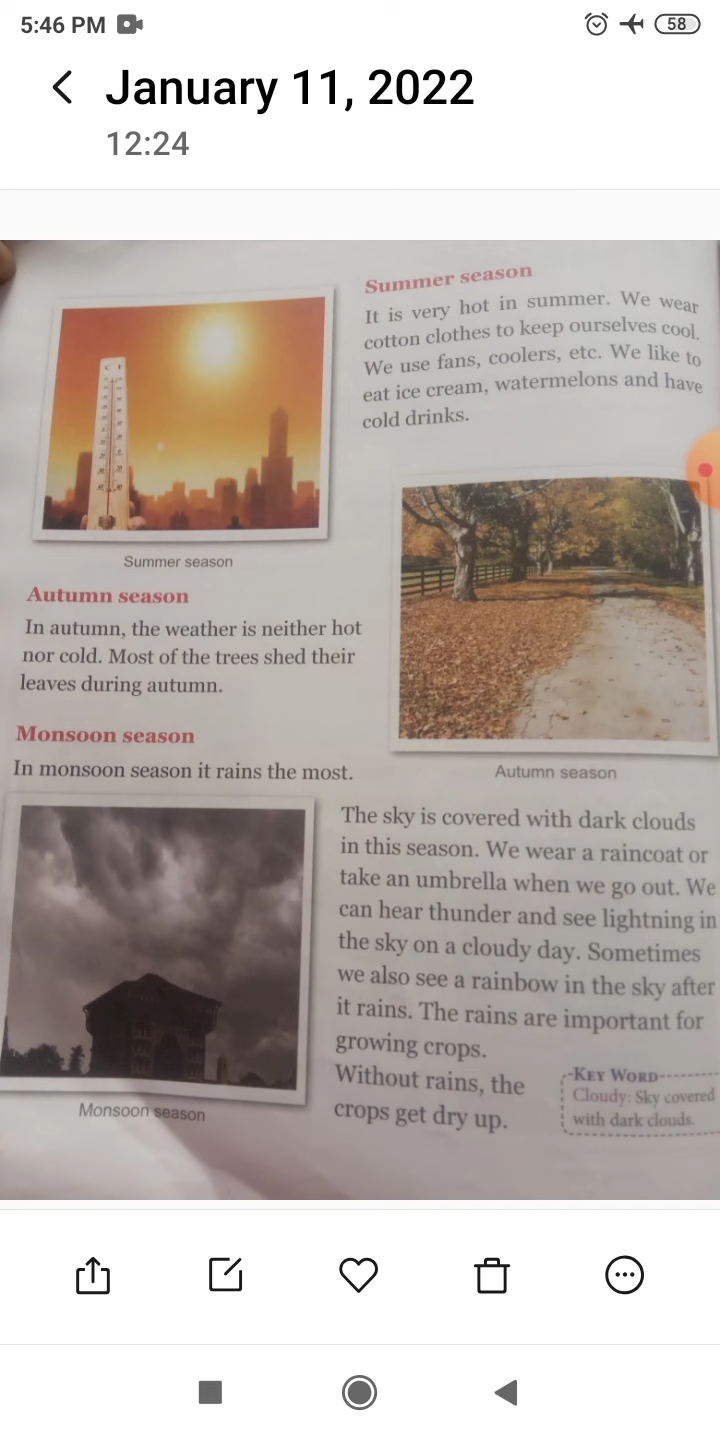 5:46 PM
58
January 11, 2022
12:24
Summer season
It is very hot in summer. We wear
cotton clothes to keep ourselves cool.
We use fans, coolers, etc. We like to
eat ice cream, watermelons and have
cold drinks.
Summer season
Autumn season
In autumn, the weather is neither hot
nor cold. Most of the trees shed their
leaves during autumn.
Autumn season
Monsoon season
In monsoon season it rains the most.
The sky is covered with dark clouds
in this season. We wear a raincoat or
take an umbrella when we go out. We
can hear thunder and see lightning in
the sky on a cloudy day. Sometimes
we also see a rainbow in the sky after
it rains. The rains are important for
growing crops.
Without rains, the
crops get dry up.
Monsoon season
KEY WORD
Cloudy: Sky covered
with dark clouds.